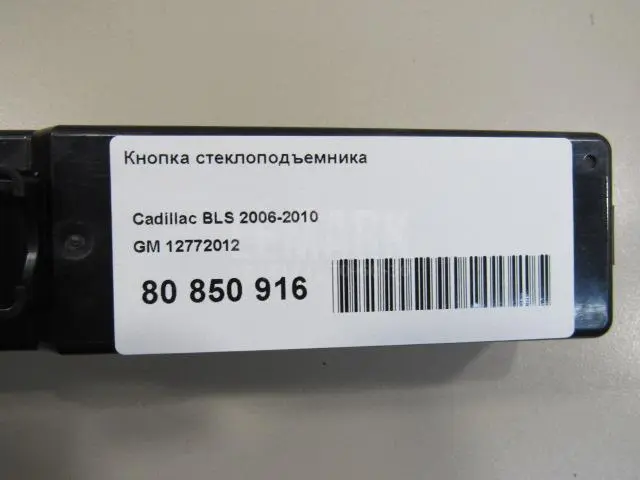 Кнопка стеклоподъемника
Cadillac BLS 2006-2010
GM 12772012
80 850 916